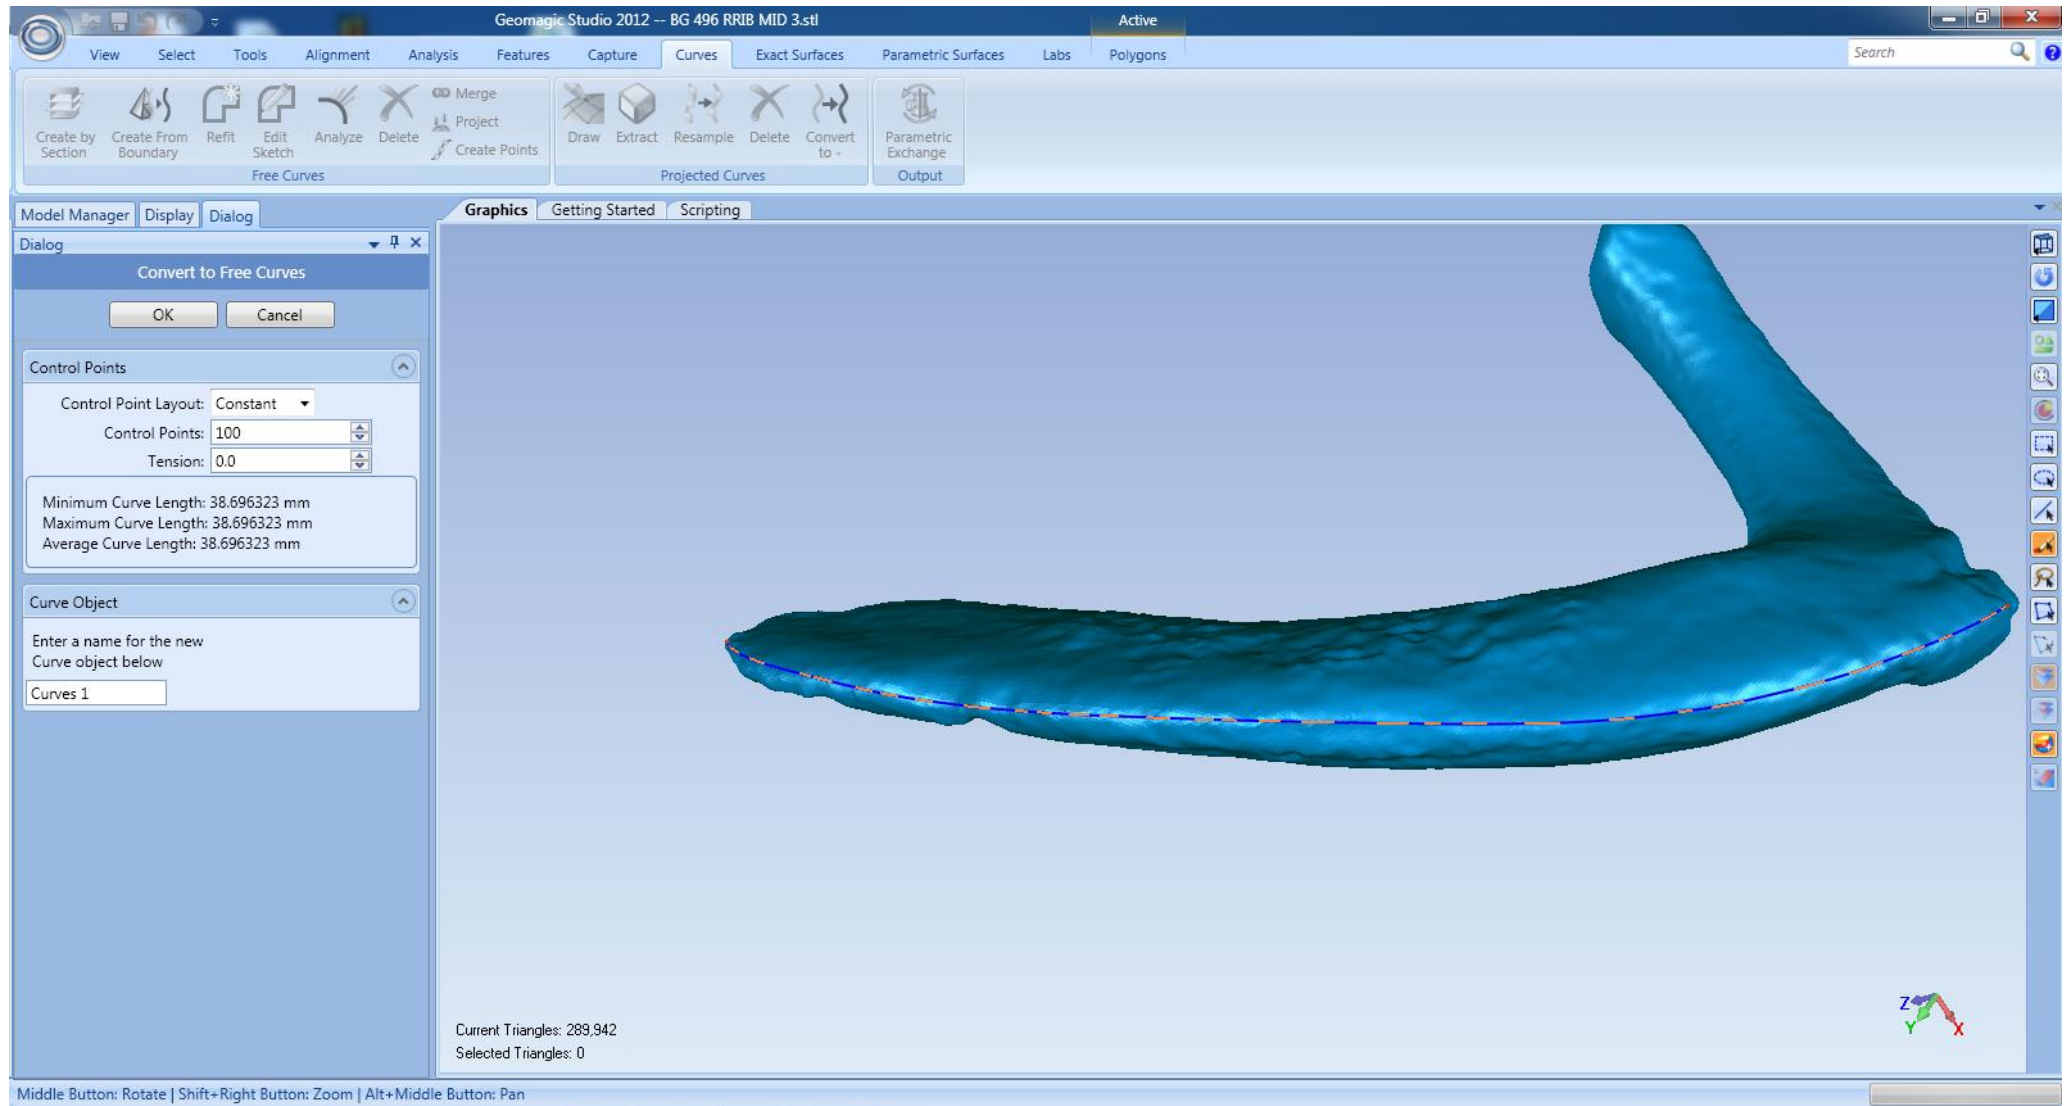 Geomagic Studio 2012 -- BG 496 RRIB MID 3.stl
Active
View Select Tools Alignment Analysis Features Capture Curves Exact Surfaces Parametric Surfaces Labs Polygons
Search
Create by Section
Create From Boundary
Refit
Edit Sketch
Analyze
Delete
Merge
Project
Create Points
Free Curves
Draw
Extract
Resample
Delete
Convert to
Projected Curves
Parametric Exchange
Output
Model Manager Display Dialog
Graphics Getting Started Scripting
Dialog
Convert to Free Curves
OK Cancel
Control Points
Control Point Layout: Constant
Control Points: 100
Tension: 0.0
Minimum Curve Length: 38.696323 mm
Maximum Curve Length: 38.696323 mm
Average Curve Length: 38.696323 mm
Curve Object
Enter a name for the new
Curve object below
Curves 1
Z
Y
X
Current Triangles: 289,942
Selected Triangles: 0
Middle Button: Rotate | Shift+Right Button: Zoom | Alt+Middle Button: Pan